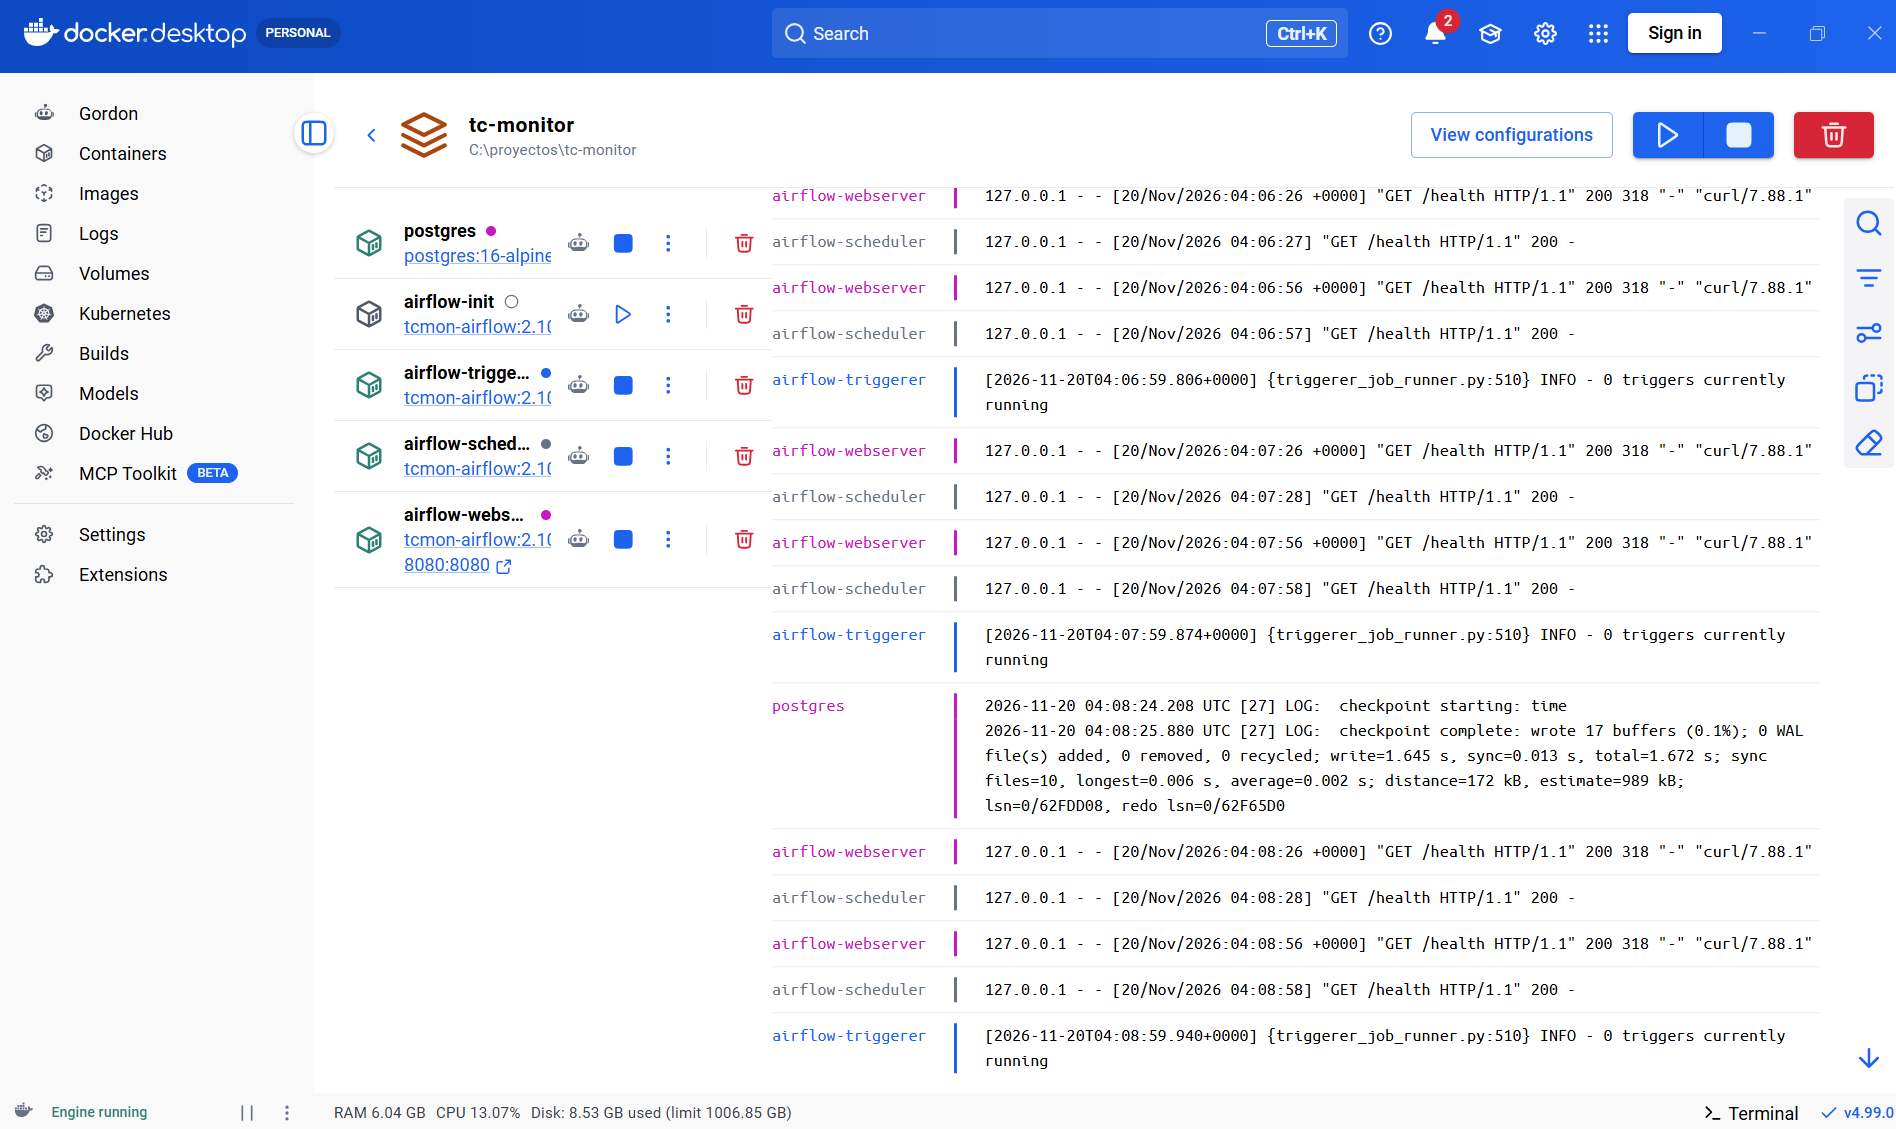 docker.desktop PERSONAL
Search Ctrl+K
2
Sign in
Gordon
Containers
Images
Logs
Volumes
Kubernetes
Builds
Models
Docker Hub
MCP Toolkit BETA
Settings
Extensions
tc-monitor
C:\proyectos\tc-monitor
View configurations
postgres
postgres:16-alpine
airflow-init
tcmon-airflow:2.10
airflow-trigge...
tcmon-airflow:2.10
airflow-sched...
tcmon-airflow:2.10
airflow-webs...
tcmon-airflow:2.10
8080:8080
airflow-webserver 127.0.0.1 - - [20/Nov/2026:04:06:26 +0000] "GET /health HTTP/1.1" 200 318 "-" "curl/7.88.1"
airflow-scheduler 127.0.0.1 - - [20/Nov/2026 04:06:27] "GET /health HTTP/1.1" 200 -
airflow-webserver 127.0.0.1 - - [20/Nov/2026:04:06:56 +0000] "GET /health HTTP/1.1" 200 318 "-" "curl/7.88.1"
airflow-scheduler 127.0.0.1 - - [20/Nov/2026 04:06:57] "GET /health HTTP/1.1" 200 -
airflow-triggerer [2026-11-20T04:06:59.806+0000] {triggerer_job_runner.py:510} INFO - 0 triggers currently
running
airflow-webserver 127.0.0.1 - - [20/Nov/2026:04:07:26 +0000] "GET /health HTTP/1.1" 200 318 "-" "curl/7.88.1"
airflow-scheduler 127.0.0.1 - - [20/Nov/2026 04:07:28] "GET /health HTTP/1.1" 200 -
airflow-webserver 127.0.0.1 - - [20/Nov/2026:04:07:56 +0000] "GET /health HTTP/1.1" 200 318 "-" "curl/7.88.1"
airflow-scheduler 127.0.0.1 - - [20/Nov/2026 04:07:58] "GET /health HTTP/1.1" 200 -
airflow-triggerer [2026-11-20T04:07:59.874+0000] {triggerer_job_runner.py:510} INFO - 0 triggers currently
running
postgres 2026-11-20 04:08:24.208 UTC [27] LOG:  checkpoint starting: time
2026-11-20 04:08:25.880 UTC [27] LOG:  checkpoint complete: wrote 17 buffers (0.1%); 0 WAL
file(s) added, 0 removed, 0 recycled; write=1.645 s, sync=0.013 s, total=1.672 s; sync
files=10, longest=0.006 s, average=0.002 s; distance=172 kB, estimate=989 kB;
lsn=0/62FDD08, redo lsn=0/62F65D0
airflow-webserver 127.0.0.1 - - [20/Nov/2026:04:08:26 +0000] "GET /health HTTP/1.1" 200 318 "-" "curl/7.88.1"
airflow-scheduler 127.0.0.1 - - [20/Nov/2026 04:08:28] "GET /health HTTP/1.1" 200 -
airflow-webserver 127.0.0.1 - - [20/Nov/2026:04:08:56 +0000] "GET /health HTTP/1.1" 200 318 "-" "curl/7.88.1"
airflow-scheduler 127.0.0.1 - - [20/Nov/2026 04:08:58] "GET /health HTTP/1.1" 200 -
airflow-triggerer [2026-11-20T04:08:59.940+0000] {triggerer_job_runner.py:510} INFO - 0 triggers currently
running
Engine running
RAM 6.04 GB CPU 13.07% Disk: 8.53 GB used (limit 1006.85 GB)
Terminal
v4.99.0